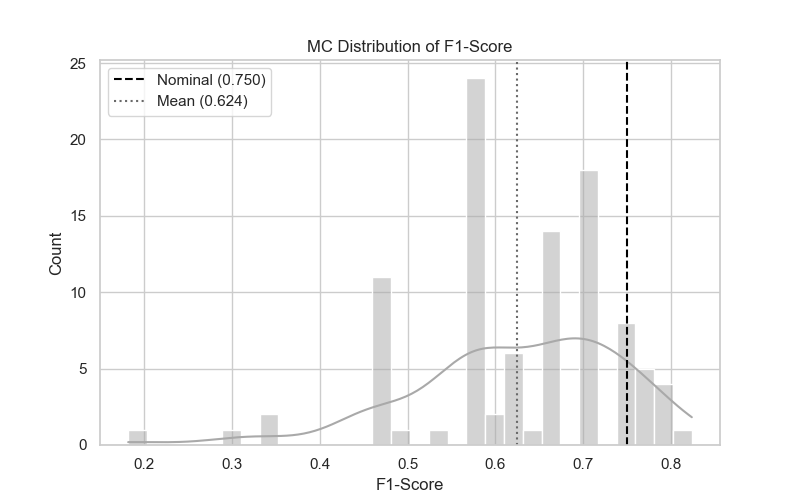 MC Distribution of F1-Score
Nominal (0.750)
Mean (0.624)
25
20
15
10
5
0
Count
0.2 0.3 0.4 0.5 0.6 0.7 0.8
F1-Score